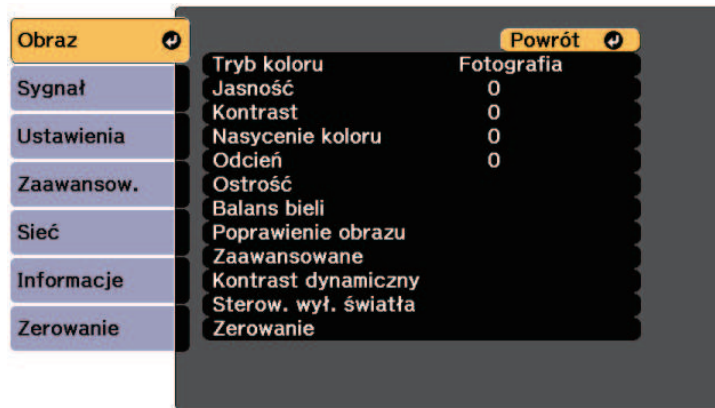 Obraz
Sygnał
Ustawienia
Zaawansow.
Sieć
Informacje
Zerowanie
Powrót
Tryb koloru Fotografia
Jasność 0
Kontrast 0
Nasycenie koloru 0
Odcień 0
Ostrość
Balans bieli
Poprawienie obrazu
Zaawansowane
Kontrast dynamiczny
Sterow. wył. światła
Zerowanie